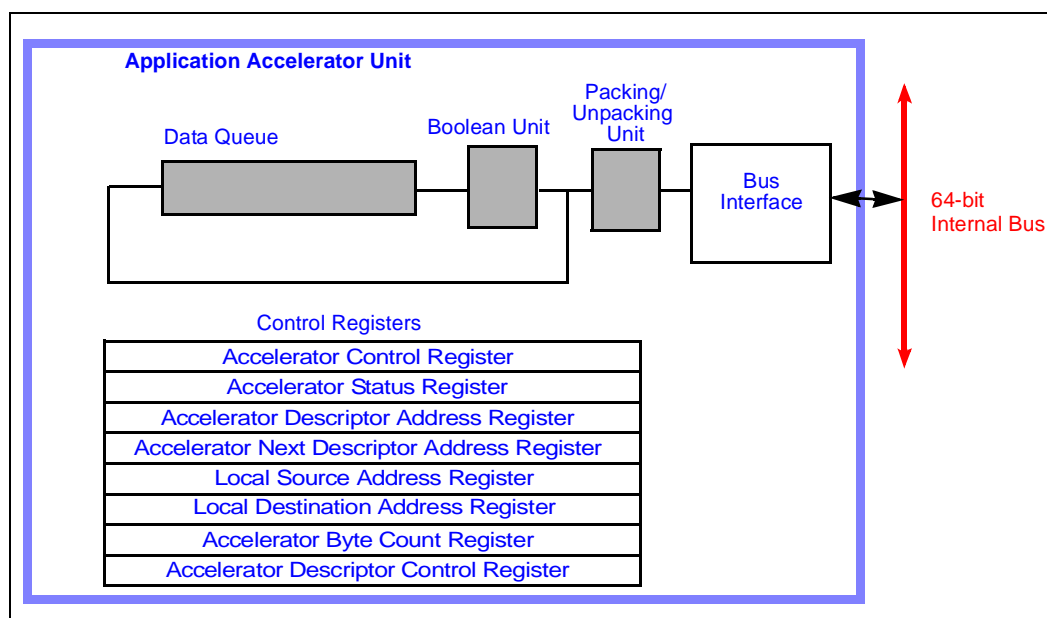 Application Accelerator Unit
Packing/
Unpacking
Unit
Boolean Unit
Data Queue
Bus
Interface
64-bit
Internal Bus
Control Registers
Accelerator Control Register
Accelerator Status Register
Accelerator Descriptor Address Register
Accelerator Next Descriptor Address Register
Local Source Address Register
Local Destination Address Register
Accelerator Byte Count Register
Accelerator Descriptor Control Register